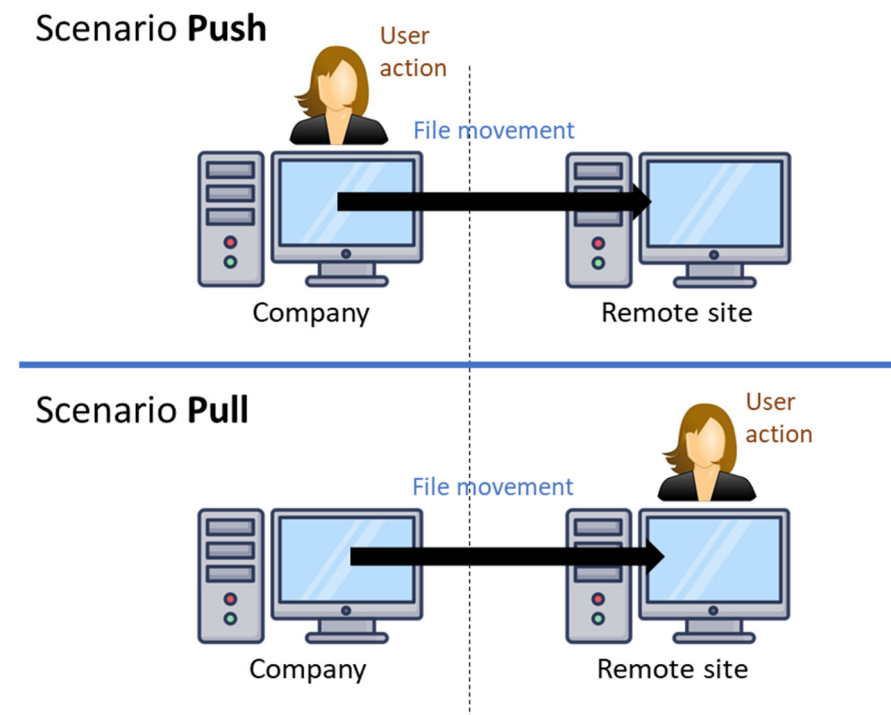 Scenario Push
User
action
File movement
Company
Remote site
Scenario Pull
User
action
File movement
Company
Remote site